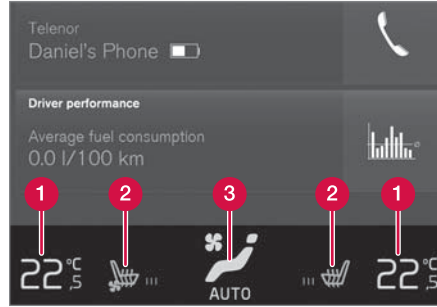 Telenor
Daniel's Phone
Driver performance
Average fuel consumption
0.0 l/100 km
1 2 3 2 1
22°C,5 22°C,5
AUTO